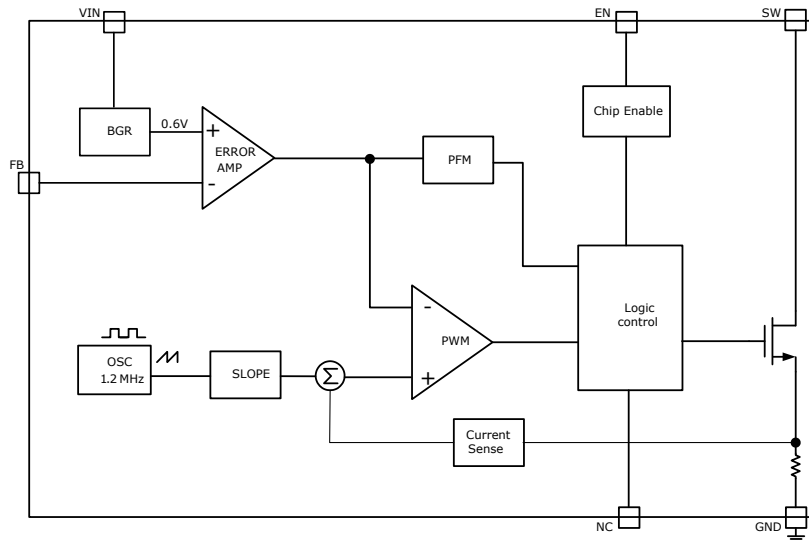 VIN
EN
SW
BGR
0.6V
+
ERROR
AMP
-
FB
Chip Enable
PFM
Logic
control
-
PWM
+
OSC
1.2 MHz
SLOPE
Σ
Current
Sense
NC
GND